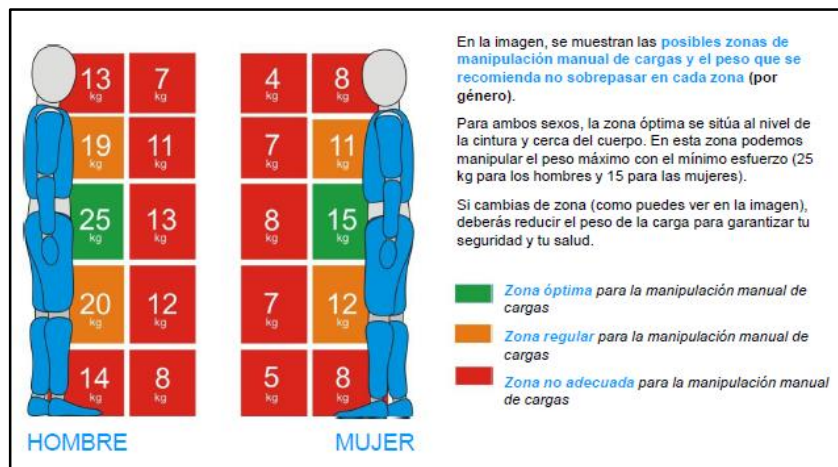 13 kg 7 kg
19 kg 11 kg
25 kg 13 kg
20 kg 12 kg
14 kg 8 kg
HOMBRE
4 kg 8 kg
7 kg 11 kg
8 kg 15 kg
7 kg 12 kg
5 kg 8 kg
MUJER
En la imagen, se muestran las posibles zonas de
manipulación manual de cargas y el peso que se
recomienda no sobrepasar en cada zona (por
género).
Para ambos sexos, la zona óptima se sitúa al nivel de
la cintura y cerca del cuerpo. En esta zona podemos
manipular el peso máximo con el mínimo esfuerzo (25
kg para los hombres y 15 para las mujeres).
Si cambias de zona (como puedes ver en la imagen),
deberás reducir el peso de la carga para garantizar tu
seguridad y tu salud.
Zona óptima para la manipulación manual de
cargas
Zona regular para la manipulación manual de
cargas
Zona no adecuada para la manipulación manual
de cargas